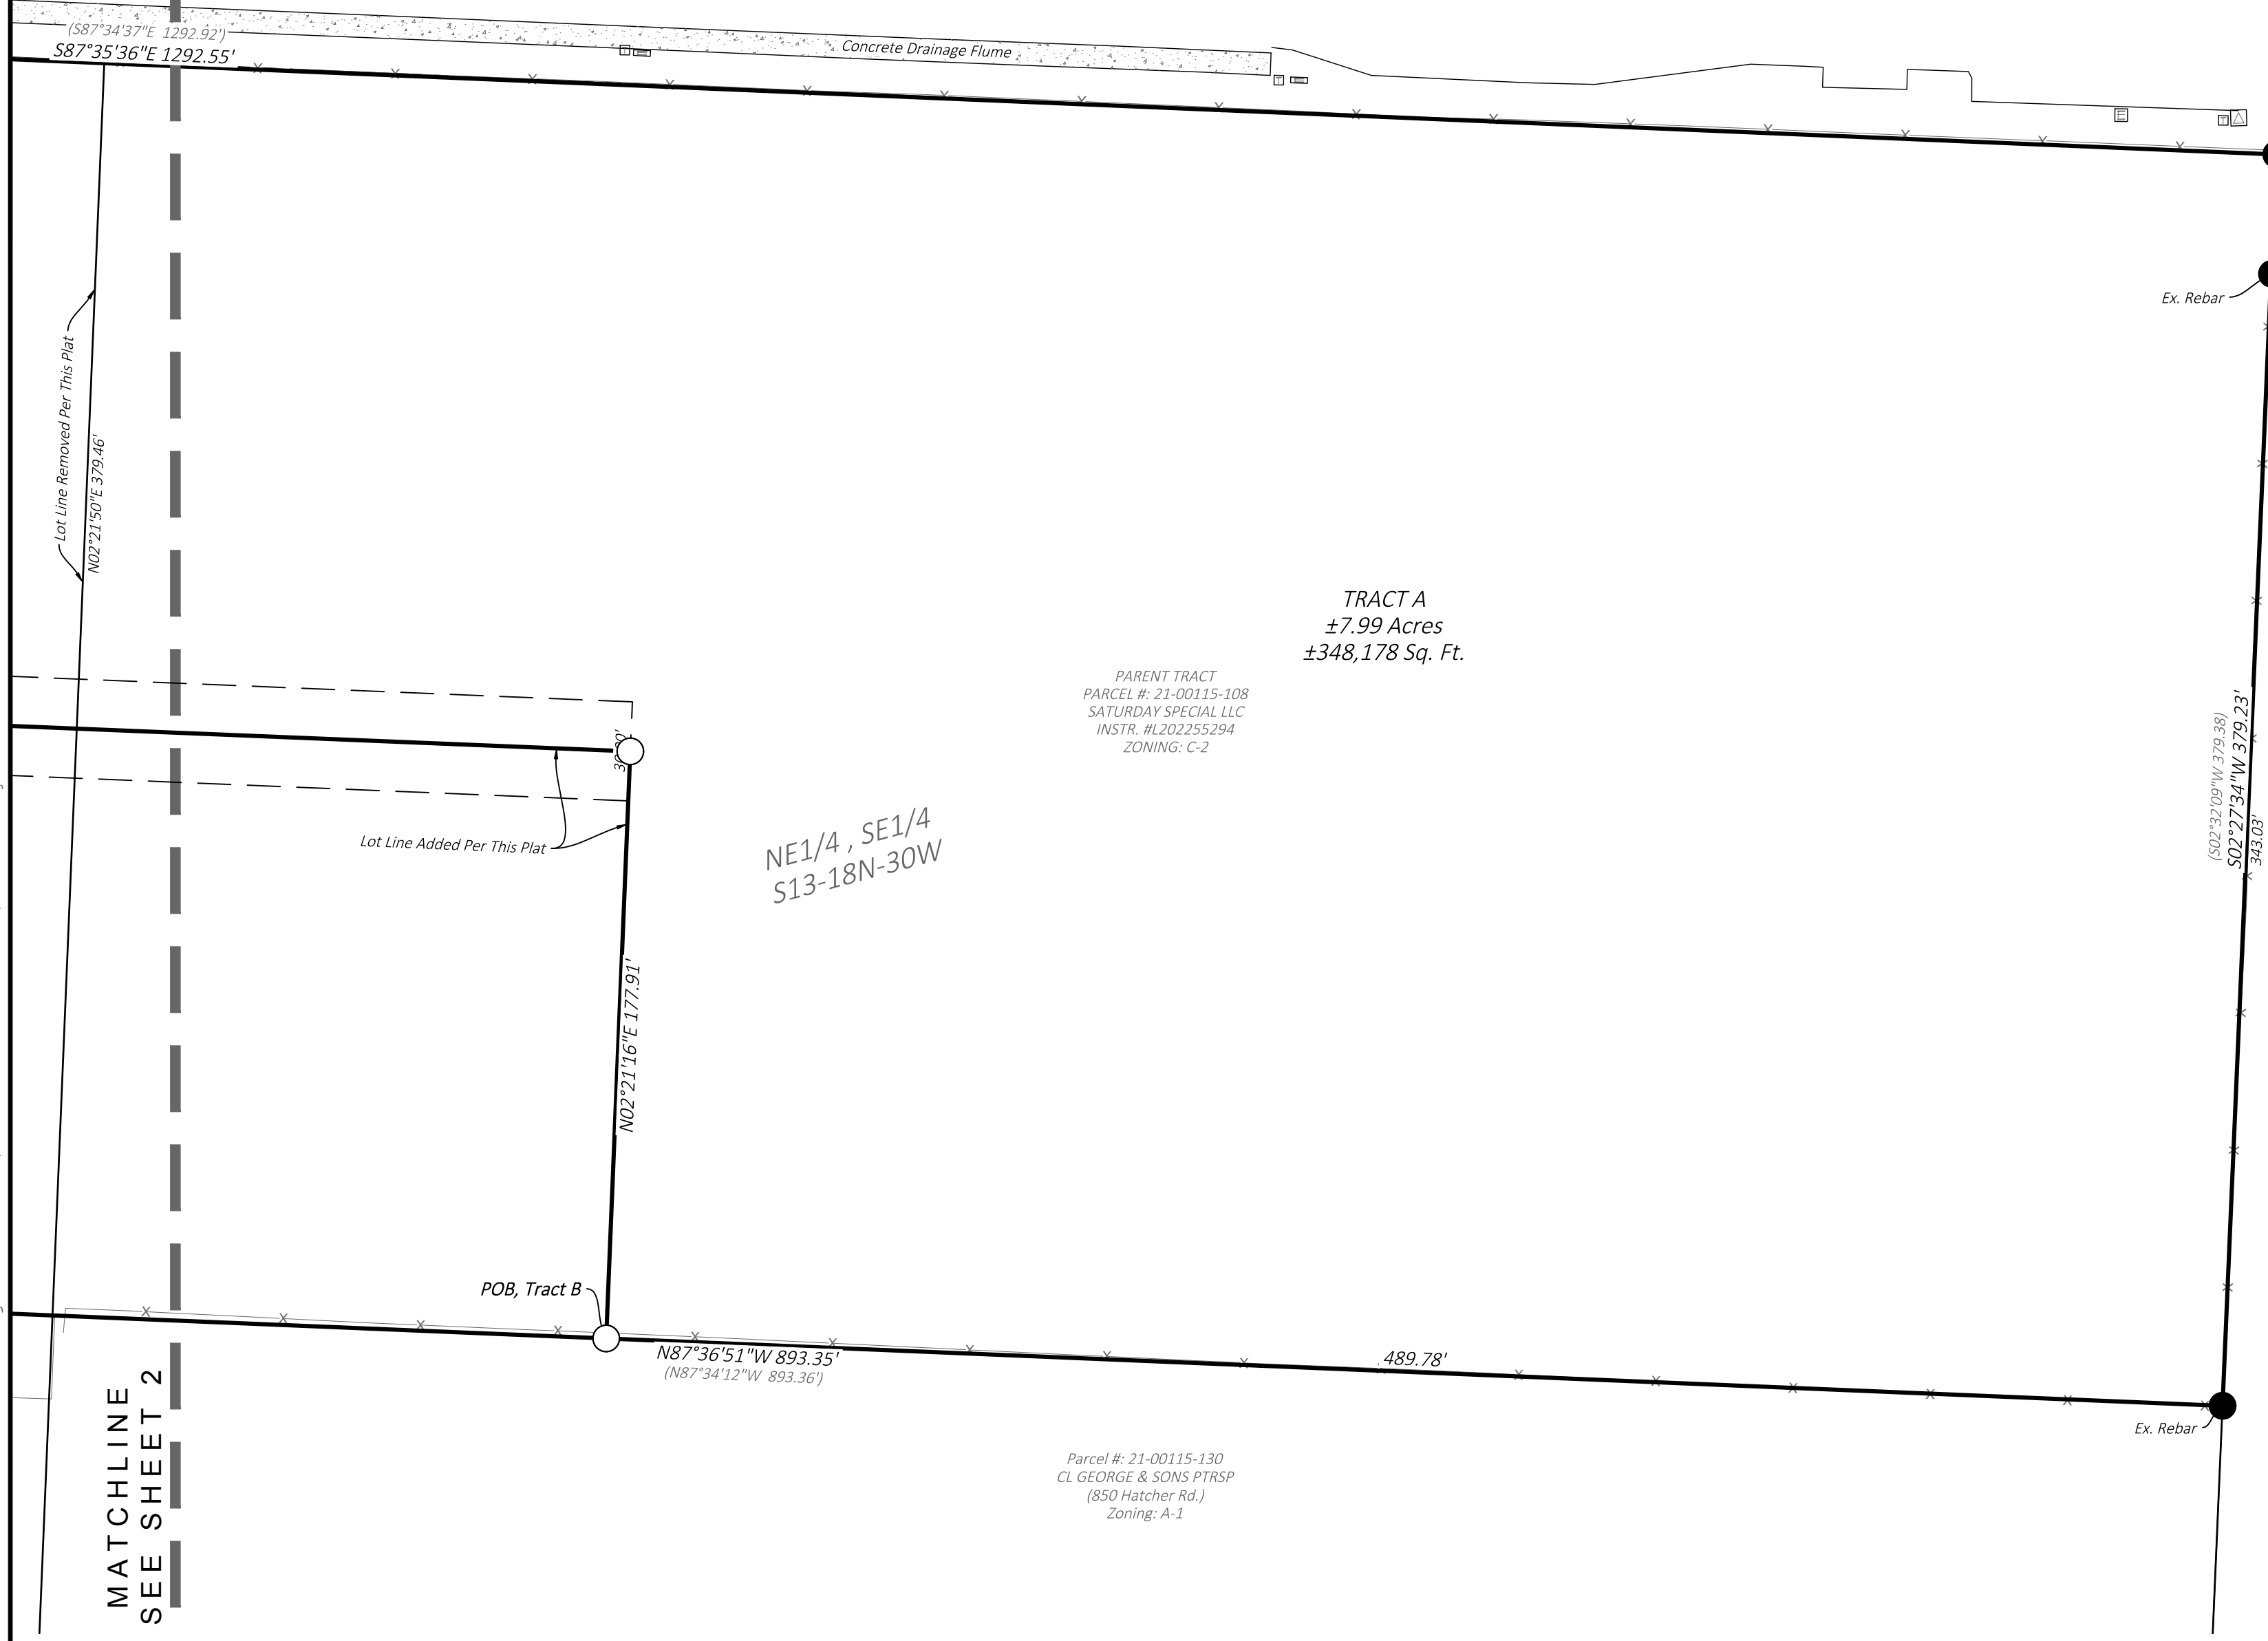 (S87°34'37"E 1292.92')
S87°35'36"E 1292.55'
Concrete Drainage Flume
T
T
E
T
Ex. Rebar
Lot Line Removed Per This Plat
N02°21'50"E 379.46'
TRACT A
±7.99 Acres
±348,178 Sq. Ft.
PARENT TRACT
PARCEL #: 21-00115-108
SATURDAY SPECIAL LLC
INSTR. #L202255294
ZONING: C-2
(S02°32'09"W 379.38)
S02°27'34"W 379.23'
343.03'
Lot Line Added Per This Plat
NE1/4 , SE1/4
S13-18N-30W
N02°21'16"E 177.91'
POB, Tract B
N87°36'51"W 893.35'
(N87°34'12"W 893.36')
489.78'
Ex. Rebar
MATCHLINE
SEE SHEET 2
Parcel #: 21-00115-130
CL GEORGE & SONS PTRSP
(850 Hatcher Rd.)
Zoning: A-1